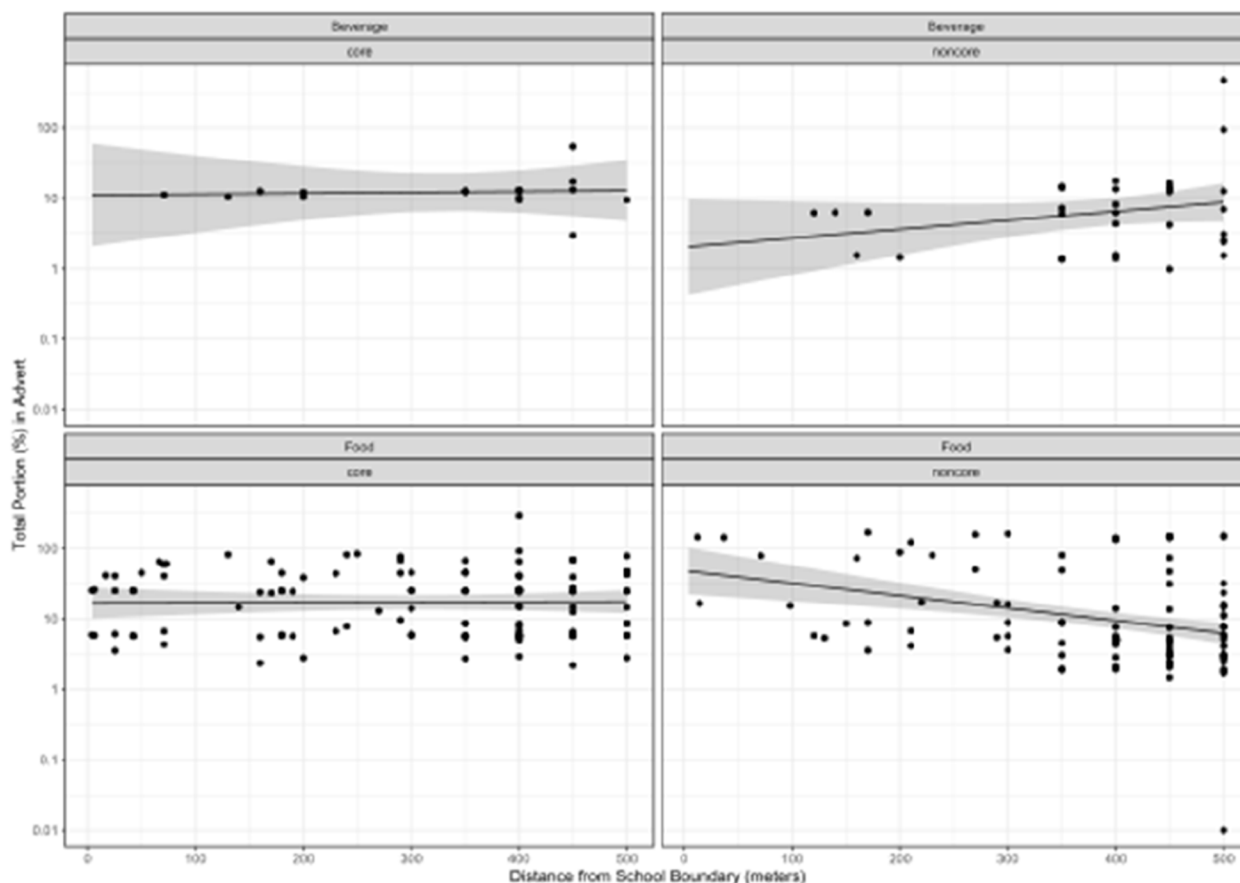 Beverage
core
Beverage
noncore
100
10
1
0.1
0.01
Food
core
Food
noncore
100
10
1
0.1
0.01
Total Portion (%) in Advert
0 100 200 300 400 500
0 100 200 300 400 500
Distance from School Boundary (meters)